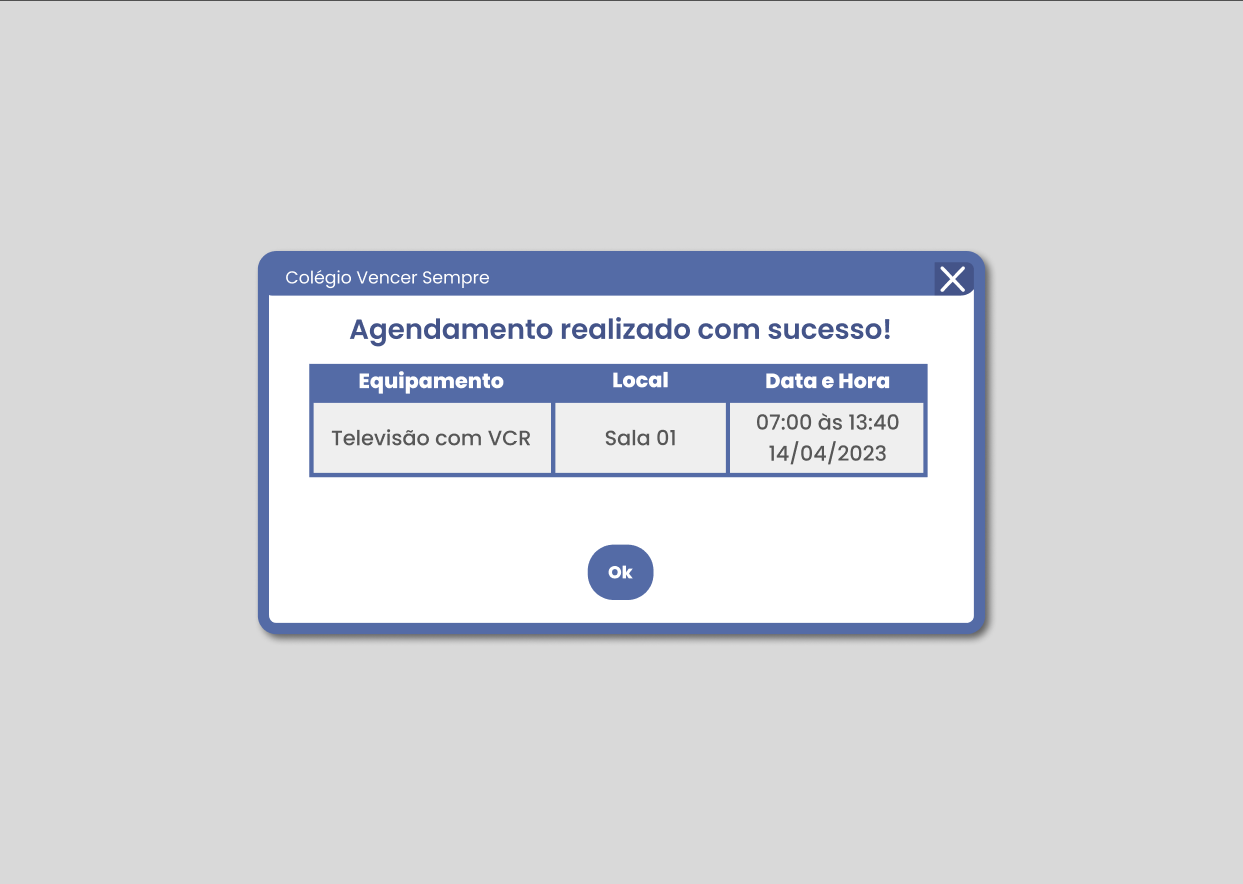 Colégio Vencer Sempre
Agendamento realizado com sucesso!
Equipamento Local Data e Hora
Televisão com VCR Sala 01 07:00 às 13:40
14/04/2023
Ok